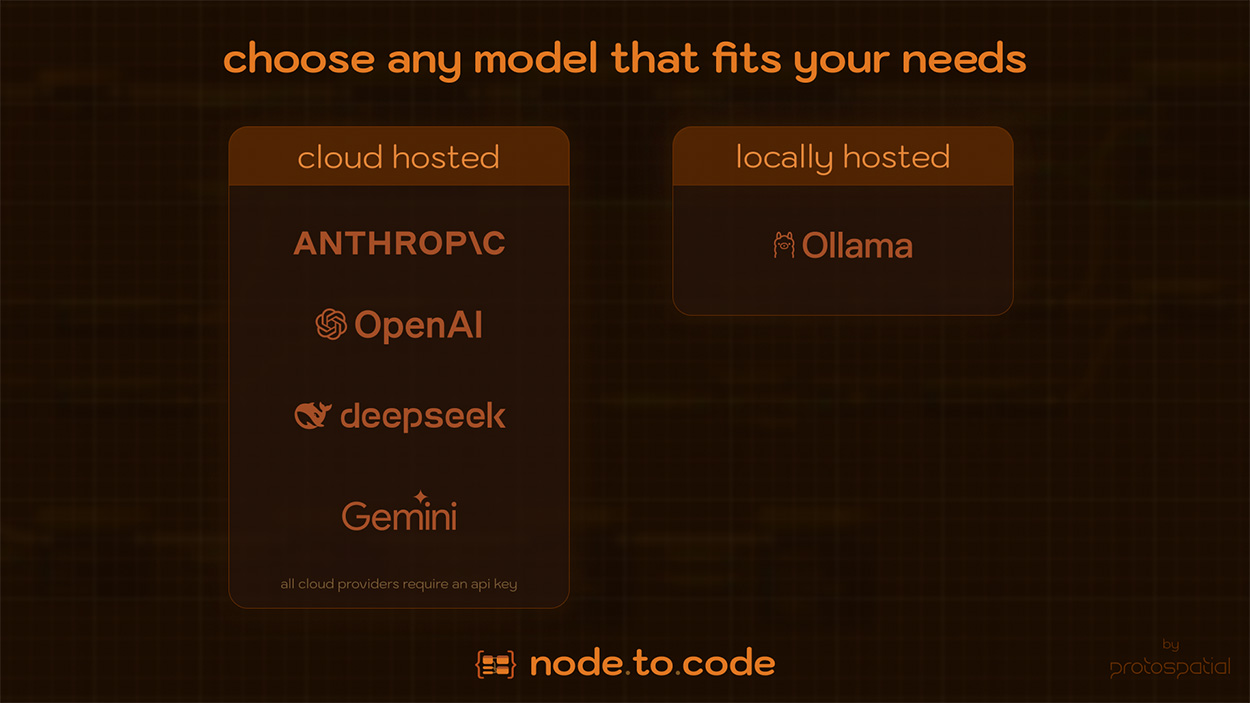 choose any model that fits your needs
cloud hosted
ANTHROP\C
OpenAI
deepseek
Gemini
all cloud providers require an api key
locally hosted
Ollama
node.to.code
by
protospatial